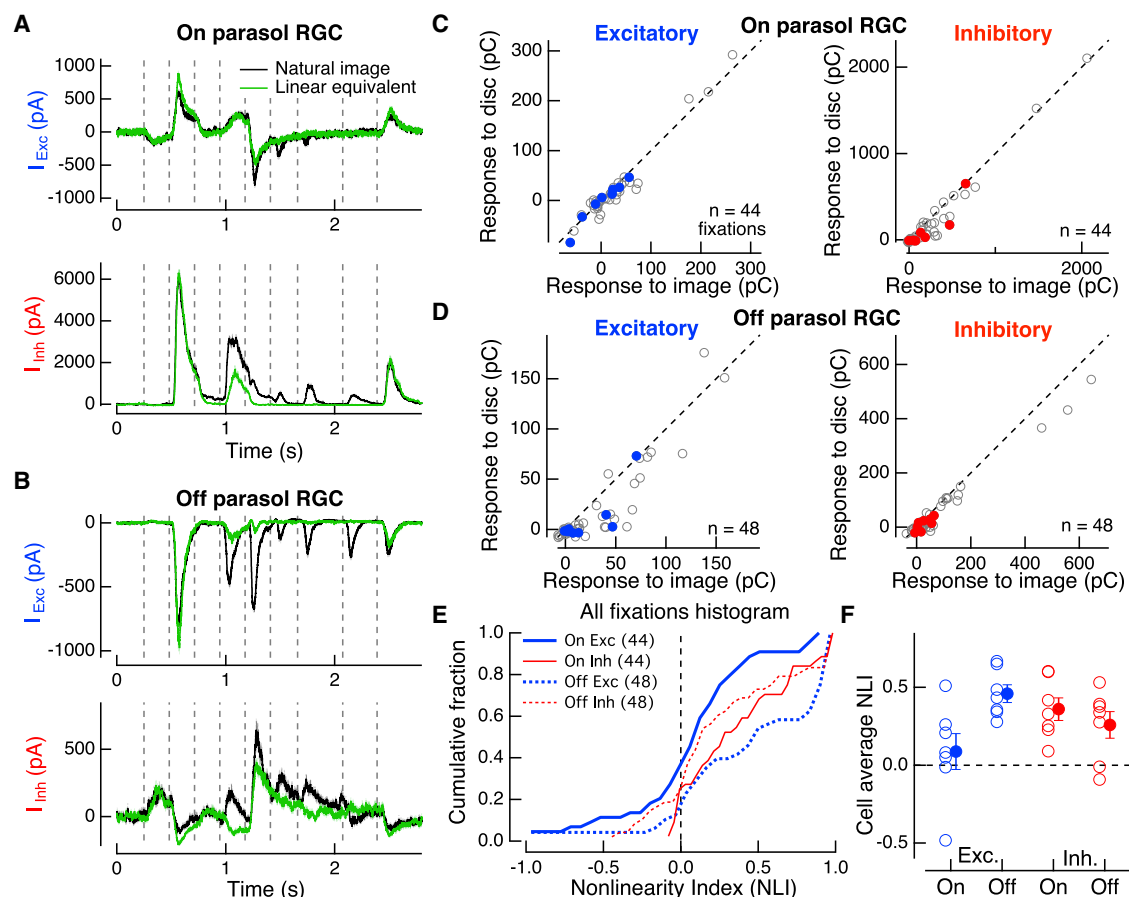 A
On parasol RGC
Natural image
Linear equivalent
1000
500
0
-500
-1000
I Exc (pA)
0
1
2
6000
4000
2000
0
I Inh (pA)
0
1
2
Time (s)
B
Off parasol RGC
0
-500
-1000
I Exc (pA)
500
0
I Inh (pA)
0
1
2
Time (s)
C
On parasol RGC
Excitatory
Inhibitory
300
200
100
0
Response to disc (pC)
n = 44
fixations
0
100
200
300
Response to image (pC)
2000
1000
0
Response to disc (pC)
n = 44
0
1000
2000
Response to image (pC)
D
Off parasol RGC
Excitatory
Inhibitory
150
100
50
0
Response to disc (pC)
n = 48
0
50
100
150
Response to image (pC)
600
400
200
0
Response to disc (pC)
n = 48
0
200
400
600
Response to image (pC)
E
All fixations histogram
On Exc (44)
On Inh (44)
Off Exc (48)
Off Inh (48)
1.0
0.8
0.6
0.4
0.2
0.0
Cumulative fraction
-1.0
-0.5
0.0
0.5
1.0
Nonlinearity Index (NLI)
F
0.5
0.0
-0.5
Cell average NLI
Exc.
Inh.
On
Off
On
Off